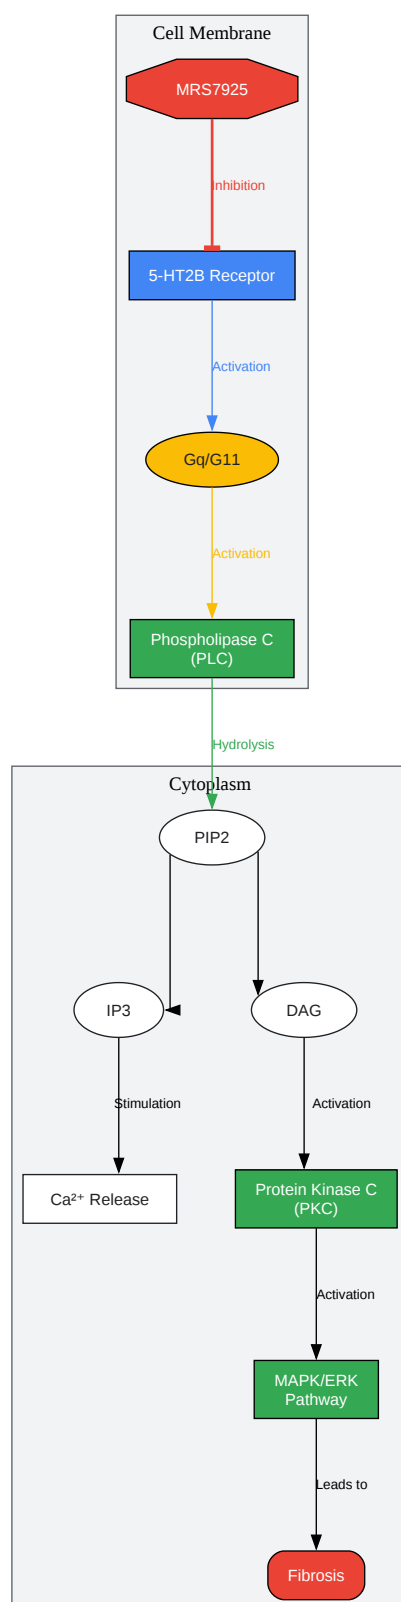 Cell Membrane
MRS7925
Inhibition
5-HT2B Receptor
Activation
Gq/G11
Activation
Phospholipase C
(PLC)
Hydrolysis
Cytoplasm
PIP2
IP3
DAG
Stimulation
Activation
Ca²⁺ Release
Protein Kinase C
(PKC)
Activation
MAPK/ERK
Pathway
Leads to
Fibrosis